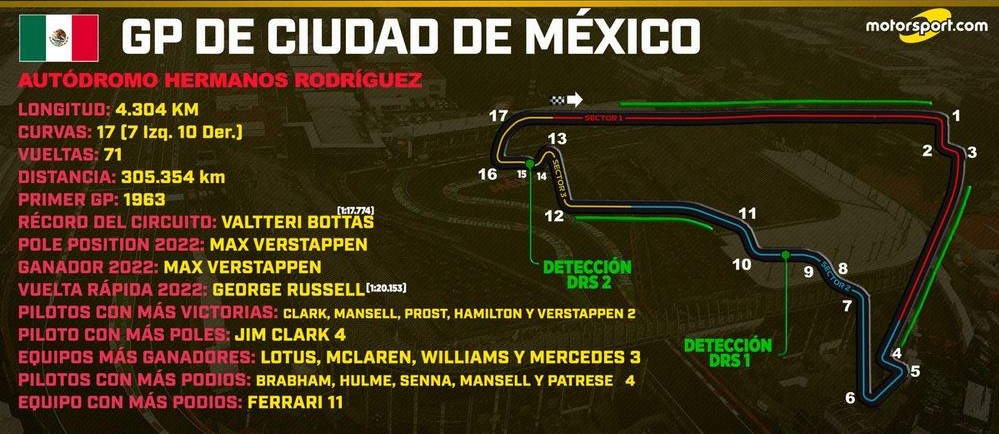 GP DE CIUDAD DE MÉXICO
motorsport.com
AUTÓDROMO HERMANOS RODRÍGUEZ
LONGITUD: 4.304 KM
CURVAS: 17 (7 Izq. 10 Der.)
VUELTAS: 71
DISTANCIA: 305.354 km
PRIMER GP: 1963
RÉCORD DEL CIRCUITO: VALTTERI BOTTAS [1:17.774]
POLE POSITION 2022: MAX VERSTAPPEN
GANADOR 2022: MAX VERSTAPPEN
VUELTA RÁPIDA 2022: GEORGE RUSSELL [1:20.153]
PILOTOS CON MÁS VICTORIAS: CLARK, MANSELL, PROST, HAMILTON Y VERSTAPPEN 2
PILOTO CON MÁS POLES: JIM CLARK 4
EQUIPOS MÁS GANADORES: LOTUS, MCLAREN, WILLIAMS Y MERCEDES 3
PILOTOS CON MÁS PODIOS: BRABHAM, HULME, SENNA, MANSELL Y PATRESE 4
EQUIPO CON MÁS PODIOS: FERRARI 11
17
SECTOR 1
1
2
3
13
16
15
14
SECTOR 3
12
11
10
9
8
SECTOR 2
7
4
5
6
DETECCIÓN
DRS 2
DETECCIÓN
DRS 1